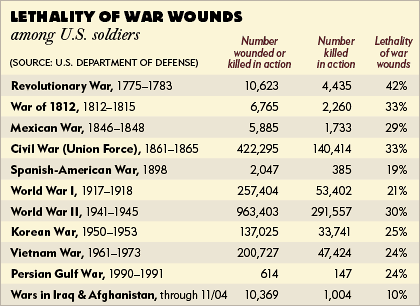 LETHALITY OF WAR WOUNDS
among U.S. soldiers
(SOURCE: U.S. DEPARTMENT OF DEFENSE)
Number wounded or killed in action Number killed in action Lethality of war wounds
Revolutionary War, 1775–1783 10,623 4,435 42%
War of 1812, 1812–1815 6,765 2,260 33%
Mexican War, 1846–1848 5,885 1,733 29%
Civil War (Union Force), 1861–1865 422,295 140,414 33%
Spanish-American War, 1898 2,047 385 19%
World War I, 1917–1918 257,404 53,402 21%
World War II, 1941–1945 963,403 291,557 30%
Korean War, 1950–1953 137,025 33,741 25%
Vietnam War, 1961–1973 200,727 47,424 24%
Persian Gulf War, 1990–1991 614 147 24%
Wars in Iraq & Afghanistan, through 11/04 10,369 1,004 10%